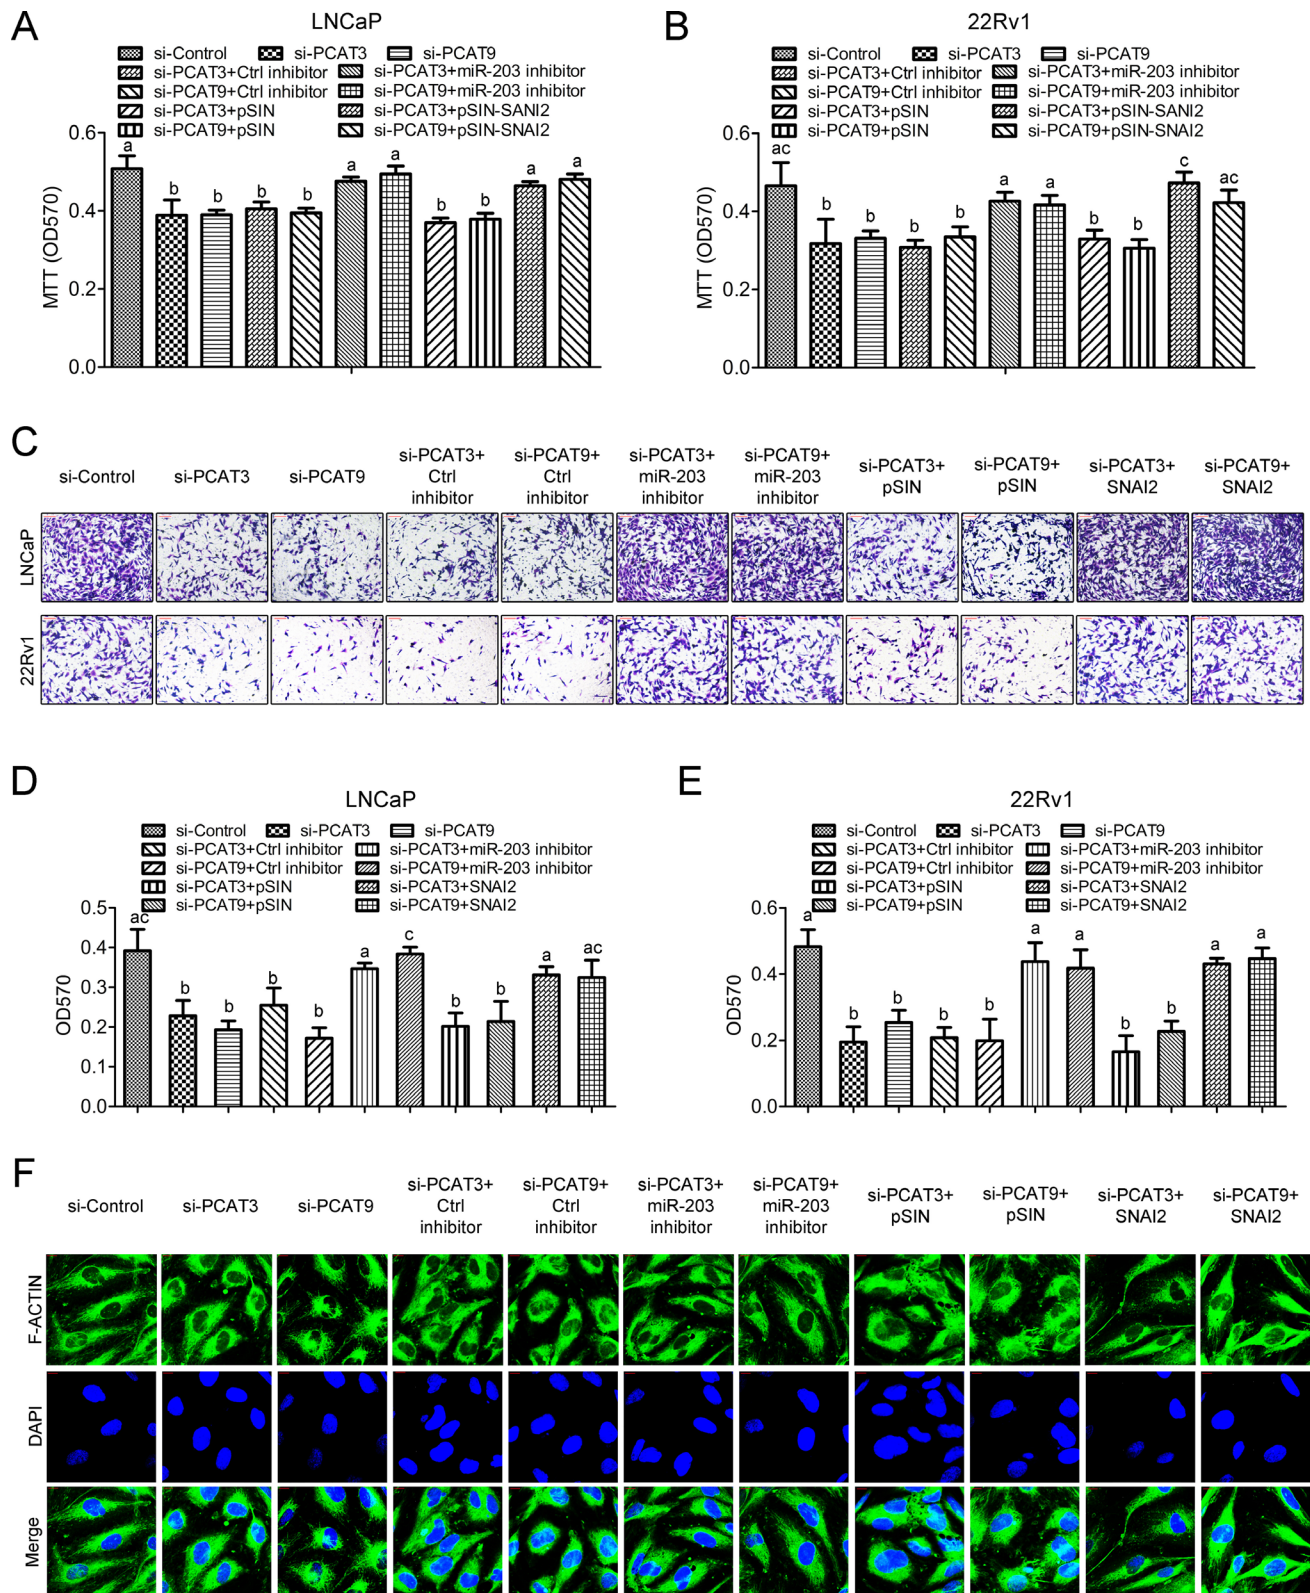 A
LNCaP
si-Control si-PCAT3 si-PCAT9
si-PCAT3+Ctrl inhibitor si-PCAT3+miR-203 inhibitor
si-PCAT9+Ctrl inhibitor si-PCAT9+miR-203 inhibitor
si-PCAT3+pSIN si-PCAT3+pSIN-SANI2
si-PCAT9+pSIN si-PCAT9+pSIN-SNAI2
MTT (OD570)
0.6
0.4
0.2
0.0
a b b b b a a b b a a
B
22Rv1
si-Control si-PCAT3 si-PCAT9
si-PCAT3+Ctrl inhibitor si-PCAT3+miR-203 inhibitor
si-PCAT9+Ctrl inhibitor si-PCAT9+miR-203 inhibitor
si-PCAT3+pSIN si-PCAT3+pSIN-SANI2
si-PCAT9+pSIN si-PCAT9+pSIN-SNAI2
MTT (OD570)
0.6
0.4
0.2
0.0
ac b b b b a a b b c ac
C
si-Control
si-PCAT3
si-PCAT9
si-PCAT3+
Ctrl
inhibitor
si-PCAT9+
Ctrl
inhibitor
si-PCAT3+
miR-203
inhibitor
si-PCAT9+
miR-203
inhibitor
si-PCAT3+
pSIN
si-PCAT9+
pSIN
si-PCAT3+
SNAI2
si-PCAT9+
SNAI2
LNCaP
22Rv1
D
LNCaP
si-Control si-PCAT3 si-PCAT9
si-PCAT3+Ctrl inhibitor si-PCAT3+miR-203 inhibitor
si-PCAT9+Ctrl inhibitor si-PCAT9+miR-203 inhibitor
si-PCAT3+pSIN si-PCAT3+SNAI2
si-PCAT9+pSIN si-PCAT9+SNAI2
OD570
0.5
0.4
0.3
0.2
0.1
0.0
ac b b b b a c b b a ac
E
22Rv1
si-Control si-PCAT3 si-PCAT9
si-PCAT3+Ctrl inhibitor si-PCAT3+miR-203 inhibitor
si-PCAT9+Ctrl inhibitor si-PCAT9+miR-203 inhibitor
si-PCAT3+pSIN si-PCAT3+SNAI2
si-PCAT9+pSIN si-PCAT9+SNAI2
OD570
0.6
0.4
0.2
0.0
a b b b b a a b b a a
F
si-Control
si-PCAT3
si-PCAT9
si-PCAT3+
Ctrl
inhibitor
si-PCAT9+
Ctrl
inhibitor
si-PCAT3+
miR-203
inhibitor
si-PCAT9+
miR-203
inhibitor
si-PCAT3+
pSIN
si-PCAT9+
pSIN
si-PCAT3+
SNAI2
si-PCAT9+
SNAI2
F-ACTIN
DAPI
Merge